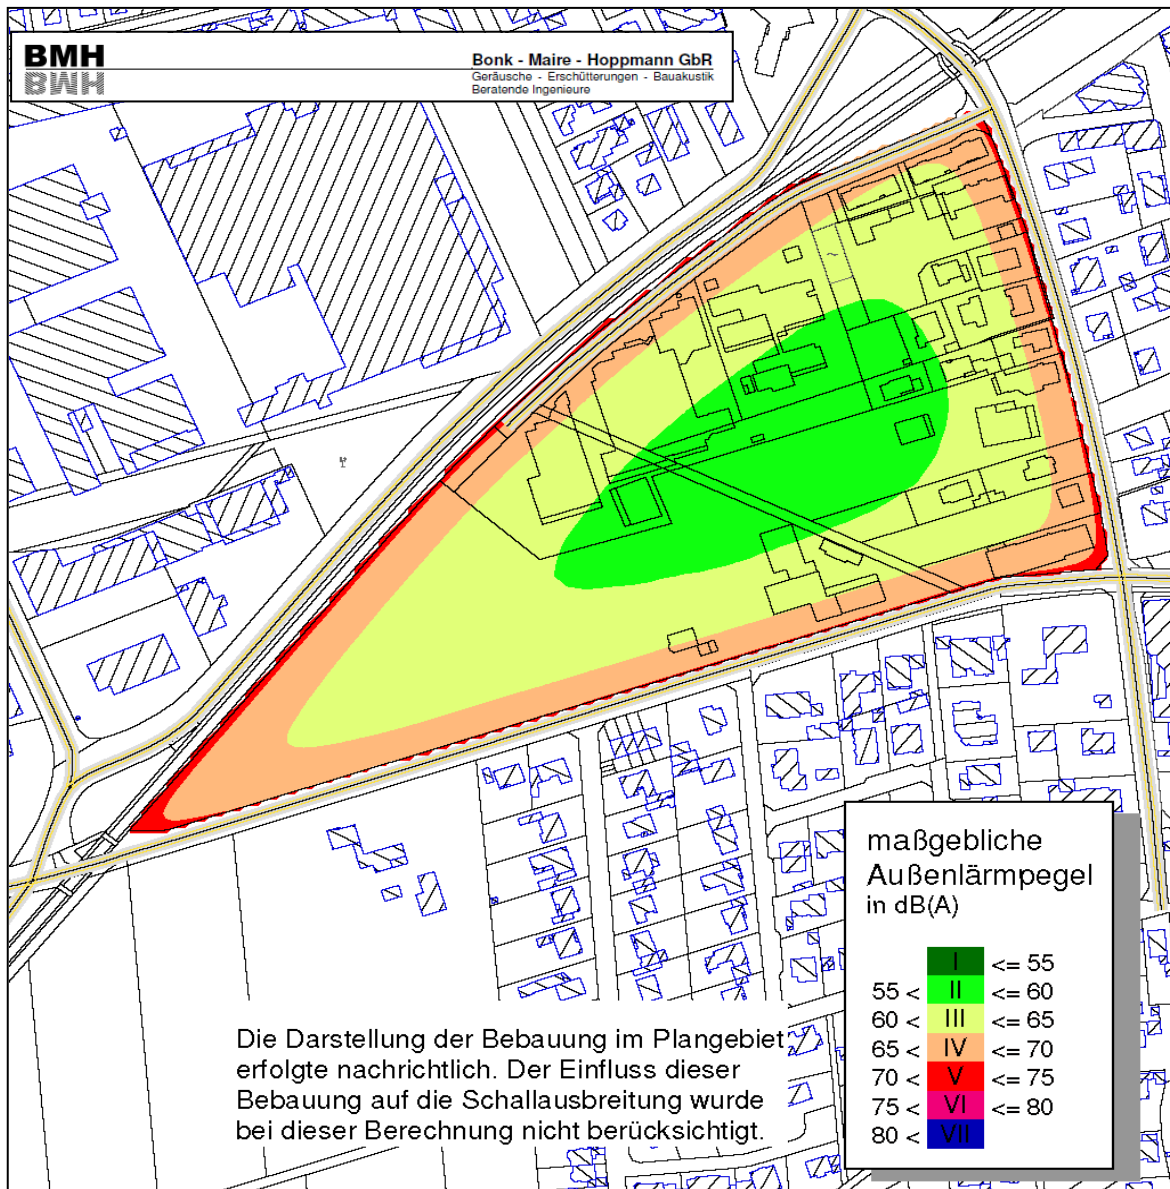 BMH
BMH
Bonk - Maire - Hoppmann GbR
Geräusche - Erschütterungen - Bauakustik
Beratende Ingenieure
Die Darstellung der Bebauung im Plangebiet
erfolgte nachrichtlich. Der Einfluss dieser
Bebauung auf die Schallausbreitung wurde
bei dieser Berechnung nicht berücksichtigt.
maßgebliche
Außenlärmpegel
in dB(A)
I <= 55
55 < II <= 60
60 < III <= 65
65 < IV <= 70
70 < V <= 75
75 < VI <= 80
80 < VII